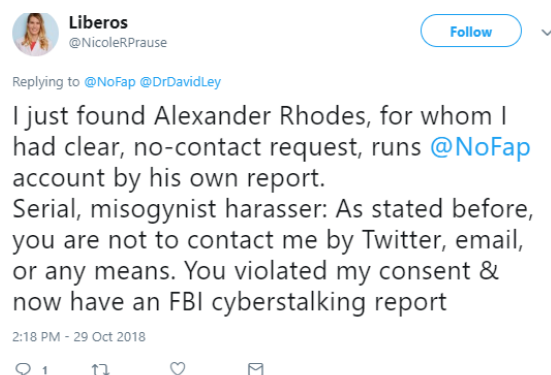 Liberos
@NicoleRPrause
Follow
Replying to @NoFap @DrDavidLey
I just found Alexander Rhodes, for whom I
had clear, no-contact request, runs @NoFap
account by his own report.
Serial, misogynist harasser: As stated before,
you are not to contact me by Twitter, email,
or any means. You violated my consent &
now have an FBI cyberstalking report
2:18 PM - 29 Oct 2018
1